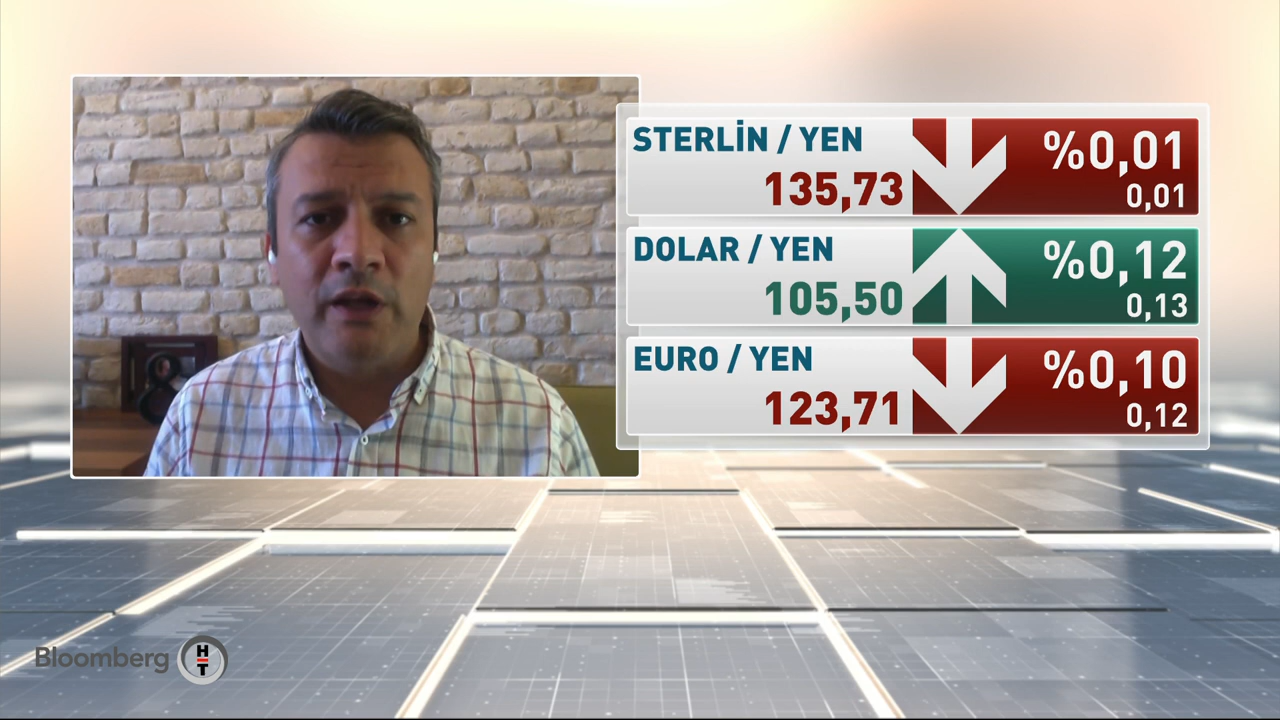 STERLİN / YEN
135,73
%0,01
0,01
DOLAR / YEN
105,50
%0,12
0,13
EURO / YEN
123,71
%0,10
0,12
&
Bloomberg HT